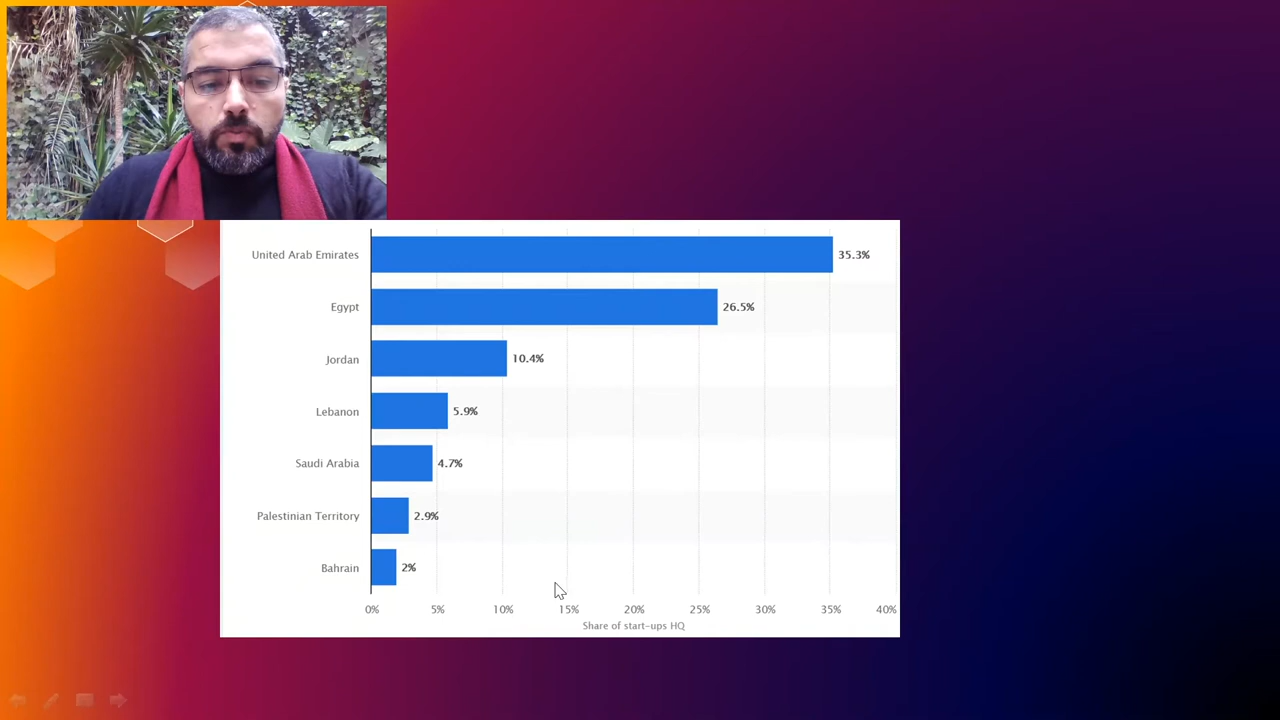 United Arab Emirates 35.3%
Egypt 26.5%
Jordan 10.4%
Lebanon 5.9%
Saudi Arabia 4.7%
Palestinian Territory 2.9%
Bahrain 2%
0% 5% 10% 15% 20% 25% 30% 35% 40%
Share of start-ups HQ